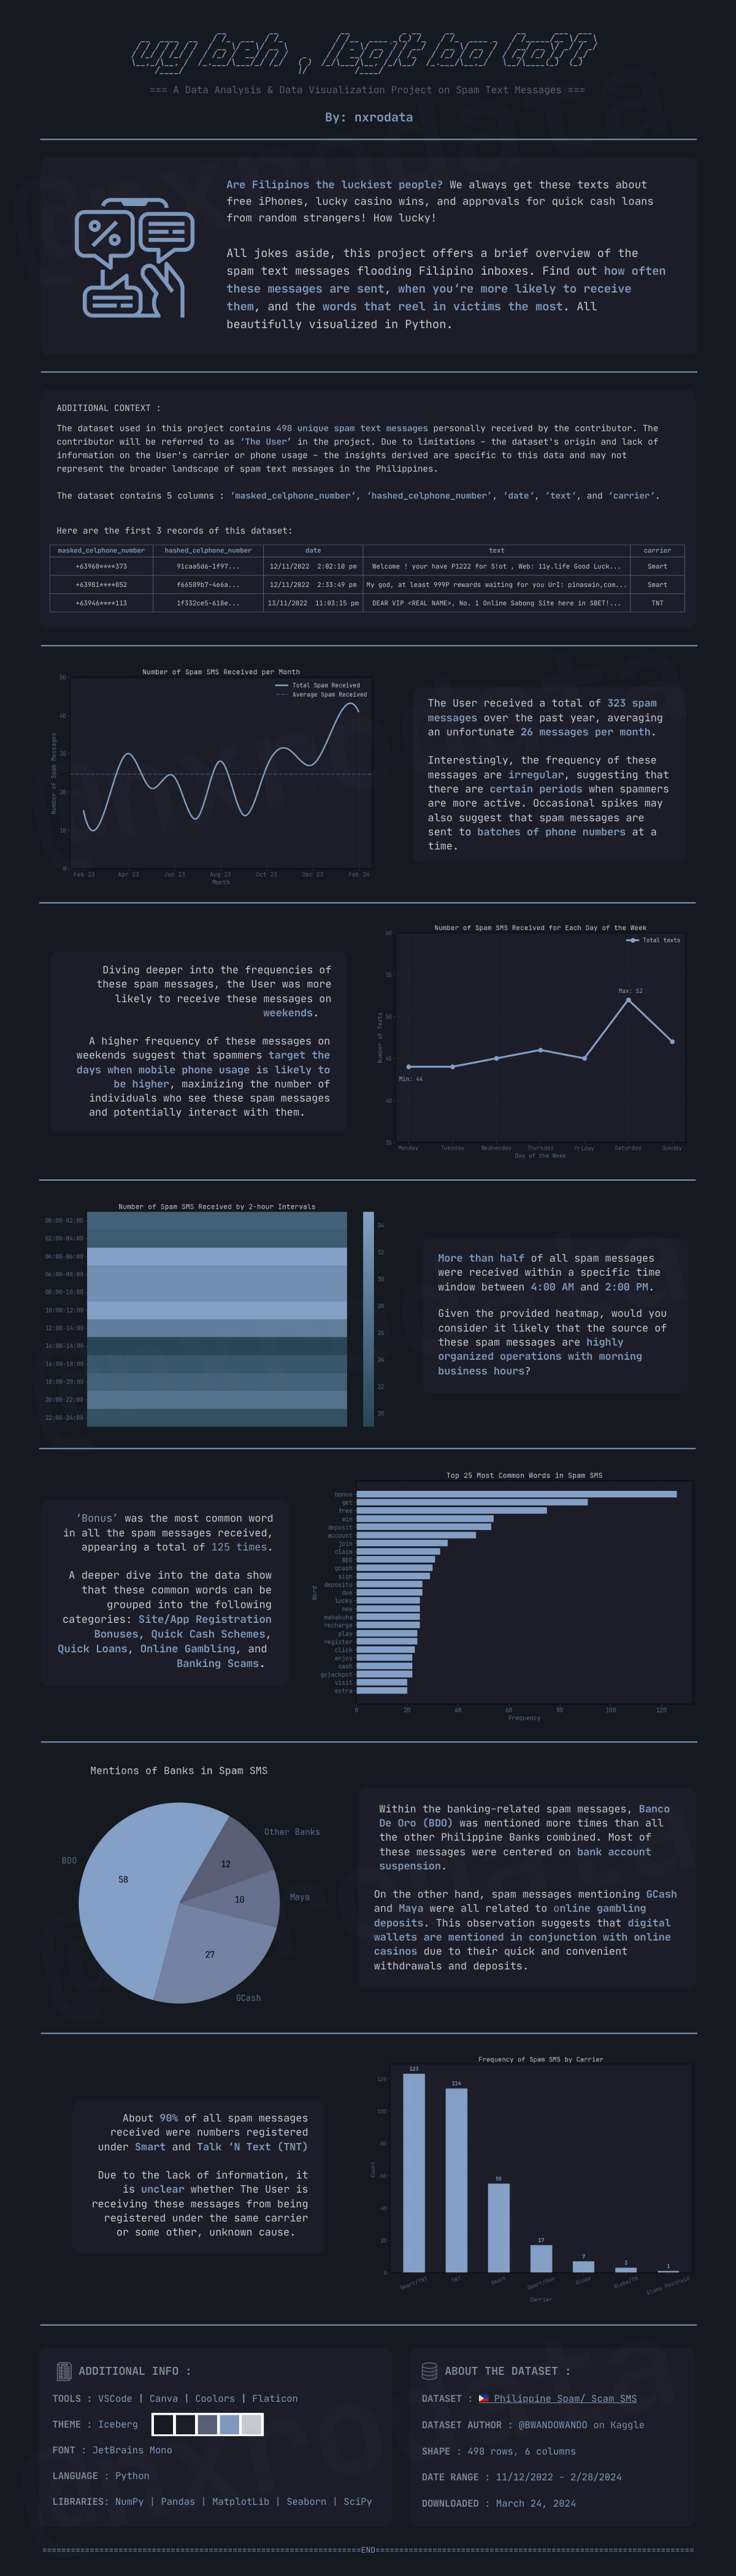 === A Data Analysis & Data Visualization Project on Spam Text Messages ===
By: nxrodata
Are Filipinos the luckiest people? We always get these texts about
free iPhones, lucky casino wins, and approvals for quick cash loans
from random strangers! How lucky!
All jokes aside, this project offers a brief overview of the
spam text messages flooding Filipino inboxes. Find out how often
these messages are sent, when you’re more likely to receive
them, and the words that reel in victims the most. All
beautifully visualized in Python.
ADDITIONAL CONTEXT :
The dataset used in this project contains 498 unique spam text messages personally received by the contributor. The
contributor will be referred to as ‘The User’ in the project. Due to limitations – the dataset's origin and lack of
information on the User's carrier or phone usage – the insights derived are specific to this data and may not
represent the broader landscape of spam text messages in the Philippines.
The dataset contains 5 columns : ‘masked_celphone_number‘, ‘hashed_celphone_number‘, ‘date‘, ‘text‘, and ‘carrier‘.
Here are the first 3 records of this dataset:
masked_celphone_number hashed_celphone_number date text carrier
+63960****373 91caa5d6-1f97... 12/11/2022 2:02:10 pm Welcome ! your have P1222 for S!ot , Web: 11y.life Good Luck... Smart
+63981****852 f66589b7-4e6a... 12/11/2022 2:33:49 pm My god, at least 999P rewards waiting for you UrI: pinaswin,com... Smart
+63946****113 1f332ce5-618e... 13/11/2022 11:03:15 pm DEAR VIP <REAL NAME>, No. 1 Online Sabong Site here in SBET!... TNT
Number of Spam SMS Received per Month
Total Spam Received
Average Spam Received
Number of Spam Messages
50
40
30
20
10
0
Feb 23 Apr 23 Jun 23 Aug 23 Oct 23 Dec 23 Feb 24
Month
The User received a total of 323 spam
messages over the past year, averaging
an unfortunate 26 messages per month.
Interestingly, the frequency of these
messages are irregular, suggesting that
there are certain periods when spammers
are more active. Occasional spikes may
also suggest that spam messages are
sent to batches of phone numbers at a
time.
Diving deeper into the frequencies of
these spam messages, the User was more
likely to receive these messages on
weekends.
A higher frequency of these messages on
weekends suggest that spammers target the
days when mobile phone usage is likely to
be higher, maximizing the number of
individuals who see these spam messages
and potentially interact with them.
Number of Spam SMS Received for Each Day of the Week
Total texts
Max: 52
Min: 44
Number of Texts
60
55
50
45
40
35
Monday Tuesday Wednesday Thursday Friday Saturday Sunday
Day of the Week
Number of Spam SMS Received by 2-hour Intervals
00:00-02:00
02:00-04:00
04:00-06:00
06:00-08:00
08:00-10:00
10:00-12:00
12:00-14:00
14:00-16:00
16:00-18:00
18:00-20:00
20:00-22:00
22:00-24:00
34
32
30
28
26
24
22
20
More than half of all spam messages
were received within a specific time
window between 4:00 AM and 2:00 PM.
Given the provided heatmap, would you
consider it likely that the source of
these spam messages are highly
organized operations with morning
business hours?
‘Bonus’ was the most common word
in all the spam messages received,
appearing a total of 125 times.
A deeper dive into the data show
that these common words can be
grouped into the following
categories: Site/App Registration
Bonuses, Quick Cash Schemes,
Quick Loans, Online Gambling, and
Banking Scams.
Top 25 Most Common Words in Spam SMS
Word
bonus
get
free
win
deposit
account
join
claim
BDO
gcash
sign
deposits
due
lucky
new
makakuha
recharge
play
register
click
enjoy
cash
gojackpot
visit
extra
0 20 40 60 80 100 120
Frequency
Mentions of Banks in Spam SMS
BDO
58
Other Banks
12
Maya
10
27
GCash
Within the banking-related spam messages, Banco
De Oro (BDO) was mentioned more times than all
the other Philippine Banks combined. Most of
these messages were centered on bank account
suspension.
On the other hand, spam messages mentioning GCash
and Maya were all related to online gambling
deposits. This observation suggests that digital
wallets are mentioned in conjunction with online
casinos due to their quick and convenient
withdrawals and deposits.
About 90% of all spam messages
received were numbers registered
under Smart and Talk ‘N Text (TNT)
Due to the lack of information, it
is unclear whether The User is
receiving these messages from being
registered under the same carrier
or some other, unknown cause.
Frequency of Spam SMS by Carrier
Count
120
100
80
60
40
20
0
123
114
55
17
7
3
1
Smart/TNT TNT Smart Smart/Sun Globe Globe/TM Globe PostPaid
Carrier
ADDITIONAL INFO :
TOOLS : VSCode | Canva | Coolors | Flaticon
THEME : Iceberg
FONT : JetBrains Mono
LANGUAGE : Python
LIBRARIES: NumPy | Pandas | MatplotLib | Seaborn | SciPy
ABOUT THE DATASET :
DATASET : Philippine Spam/ Scam SMS
DATASET AUTHOR : @BWANDOWANDO on Kaggle
SHAPE : 498 rows, 6 columns
DATE RANGE : 11/12/2022 – 2/28/2024
DOWNLOADED : March 24, 2024
END